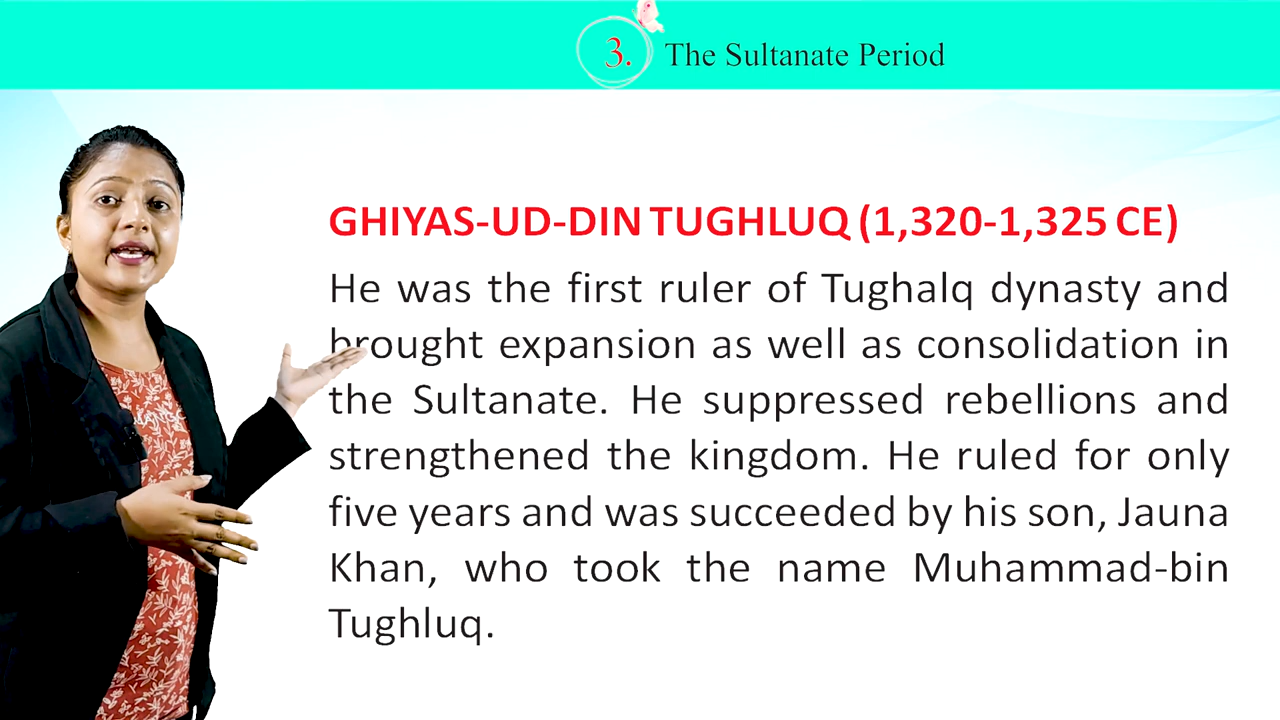 3. The Sultanate Period
GHIYAS-UD-DIN TUGHLUQ (1,320-1,325 CE)
He was the first ruler of Tughalq dynasty and
brought expansion as well as consolidation in
the Sultanate. He suppressed rebellions and
strengthened the kingdom. He ruled for only
five years and was succeeded by his son, Jauna
Khan, who took the name Muhammad-bin
Tughluq.